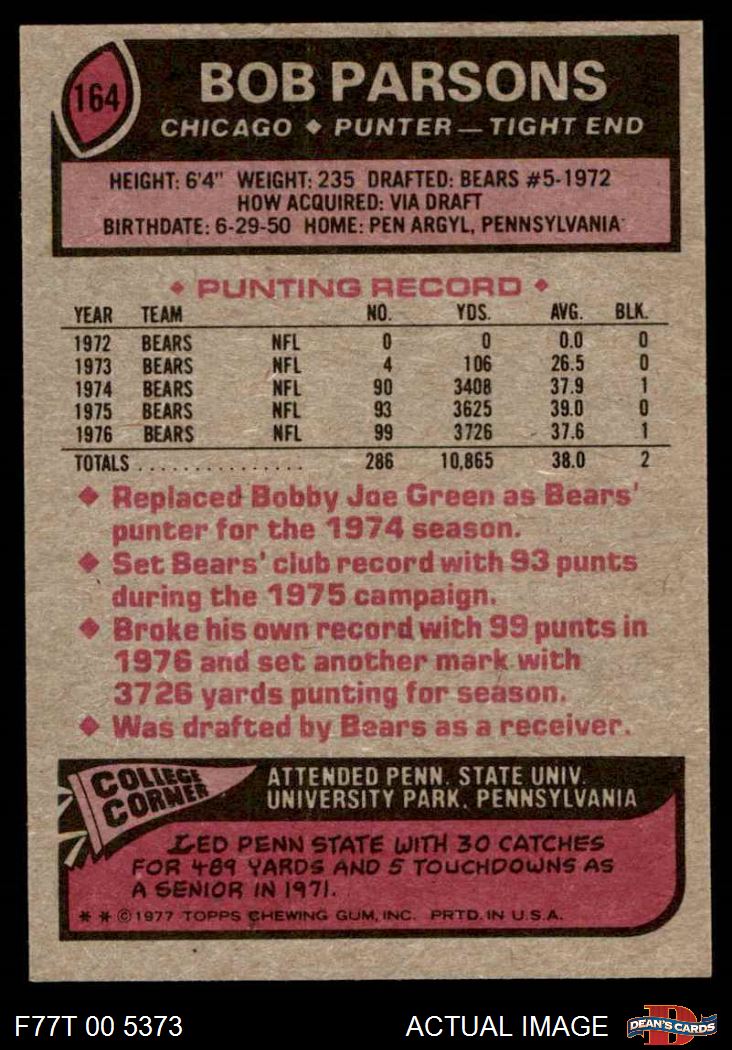 164
BOB PARSONS
CHICAGO ◆ PUNTER — TIGHT END
HEIGHT: 6'4" WEIGHT: 235 DRAFTED: BEARS #5-1972
HOW ACQUIRED: VIA DRAFT
BIRTHDATE: 6-29-50 HOME: PEN ARGYL, PENNSYLVANIA
◆ PUNTING RECORD ◆
YEAR TEAM NO. YDS. AVG. BLK.
1972 BEARS NFL 0 0 0.0 0
1973 BEARS NFL 4 106 26.5 0
1974 BEARS NFL 90 3408 37.9 1
1975 BEARS NFL 93 3625 39.0 0
1976 BEARS NFL 99 3726 37.6 1
TOTALS . . . . . . . . . . . . . . . 286 10,865 38.0 2
◆ Replaced Bobby Joe Green as Bears'
punter for the 1974 season.
◆ Set Bears' club record with 93 punts
during the 1975 campaign.
◆ Broke his own record with 99 punts in
1976 and set another mark with
3726 yards punting for season.
◆ Was drafted by Bears as a receiver.
COLLEGE
CORNER
ATTENDED PENN. STATE UNIV.
UNIVERSITY PARK, PENNSYLVANIA
LED PENN STATE WITH 30 CATCHES
FOR 489 YARDS AND 5 TOUCHDOWNS AS
A SENIOR IN 1971.
* * © 1977 TOPPS CHEWING GUM, INC. PRTD. IN U.S.A.
F77T 00 5373
ACTUAL IMAGE
D
DEAN'S CARDS